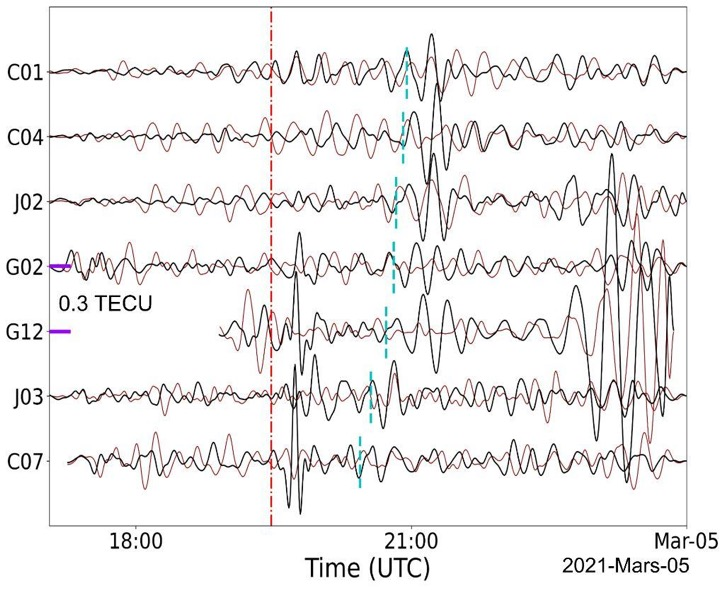 C01
C04
J02
G02
0.3 TECU
G12
J03
C07
18:00
21:00
Mar-05
Time (UTC)
2021-Mars-05